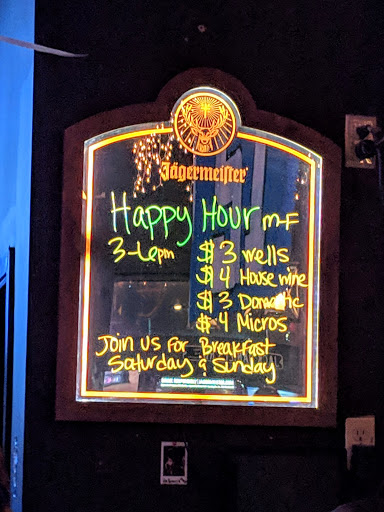 Jägermeister
Happy Hour M-F
3-6pm $3 wells
$4 House wine
$3 Domestic
$4 Micros
Join us For Breakfast
Saturday & Sunday